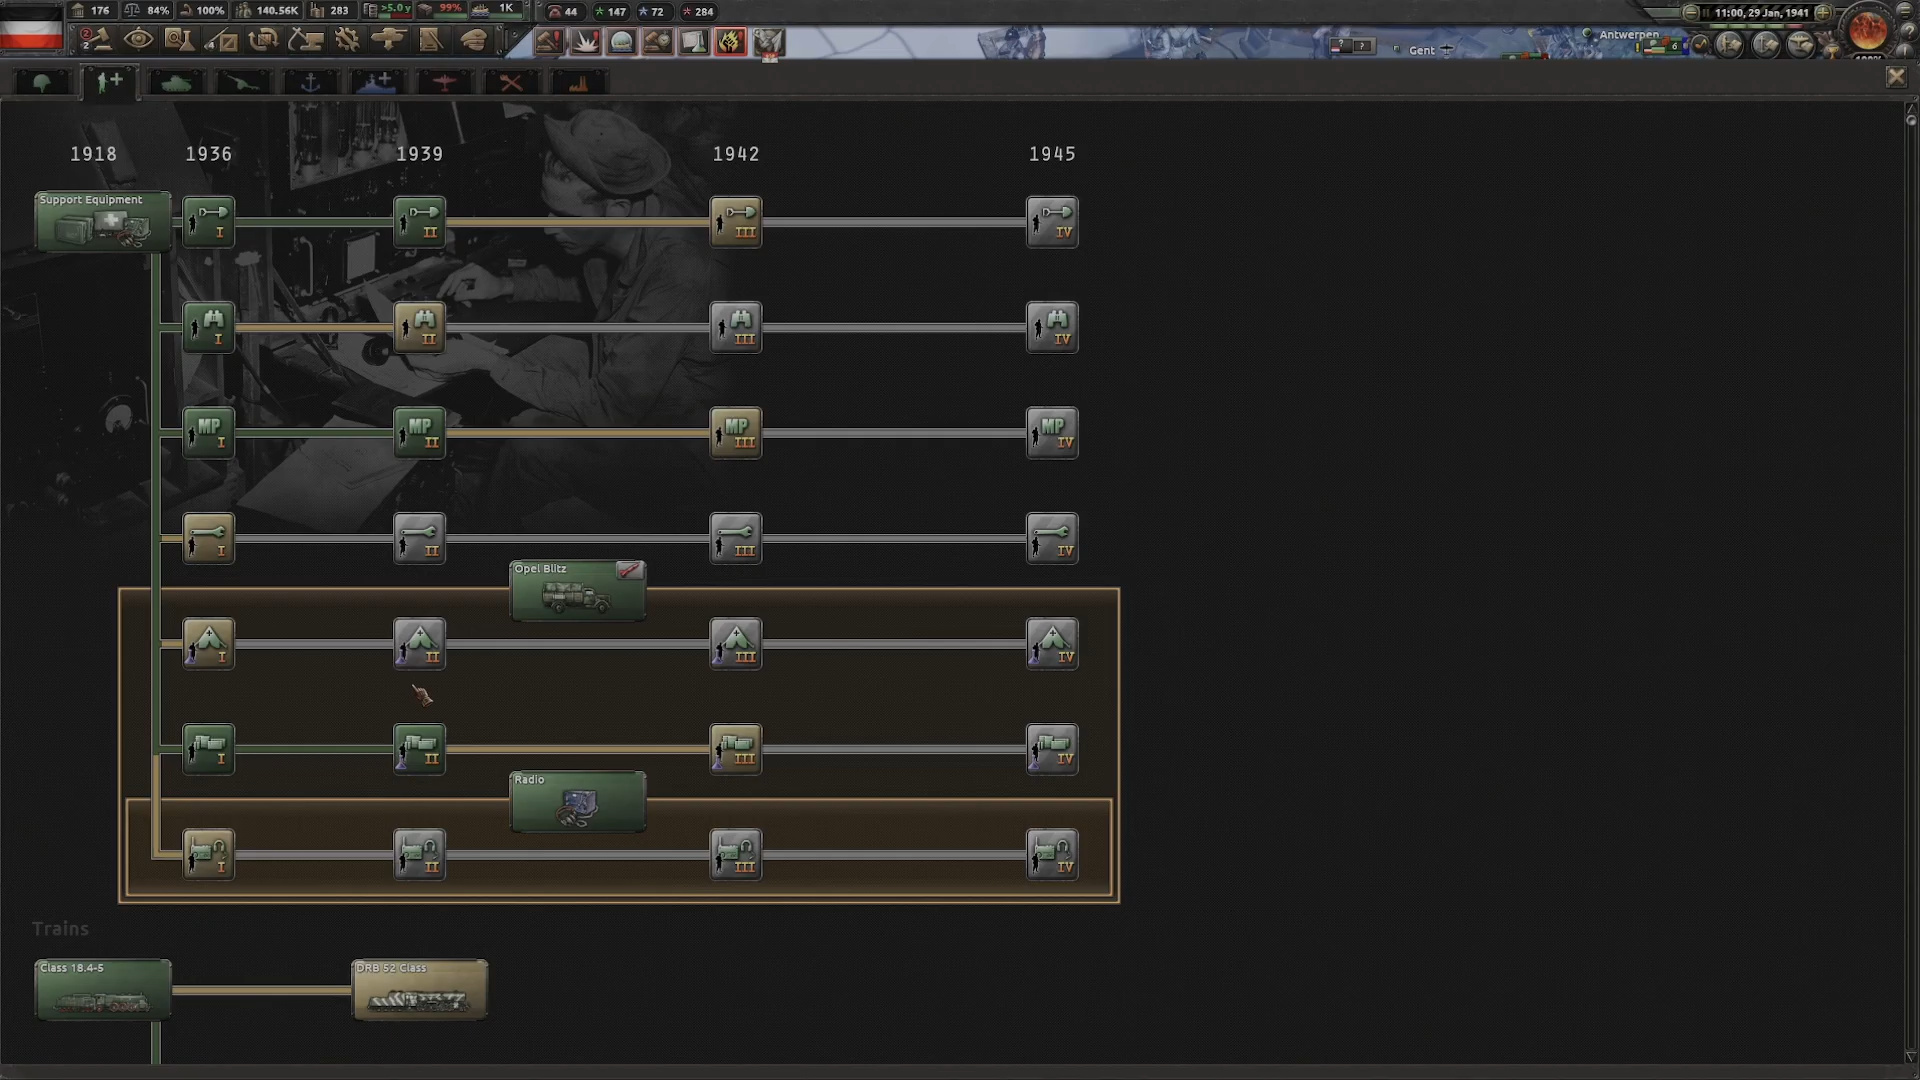 176 84% 100% 140.56K 283 >5.0 y 99% 1K 44 147 72 284
11:00, 29 Jan, 1941
Antwerpen
6
Gent
? ?
1918 1936 1939 1942 1945
Support Equipment
I II III IV
I II III IV
MP I MP II MP III MP IV
I II III IV
Opel Blitz
I II III IV
I II III IV
Radio
I II III IV
Trains
Class 18.4-5
DRB 52 Class